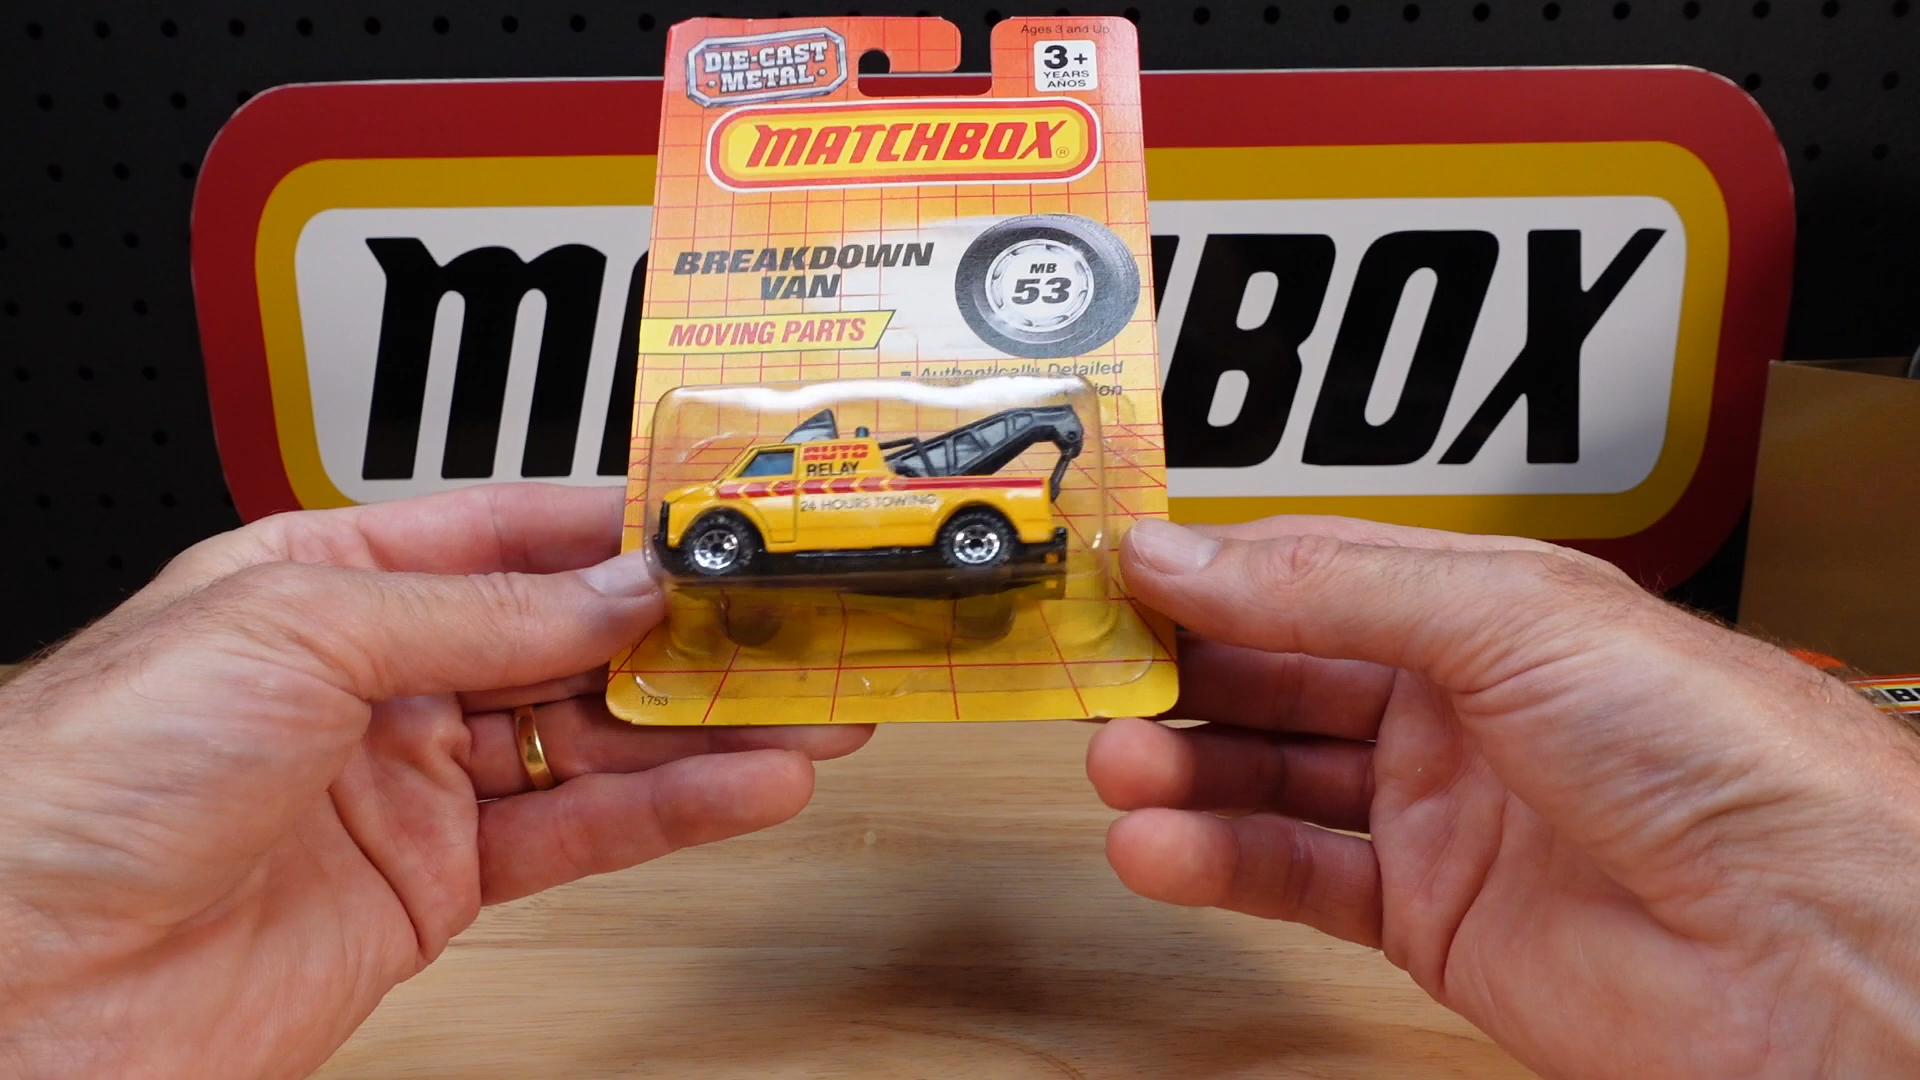 DIE-CAST
METAL
Ages 3 and Up
3+
YEARS
AÑOS
MATCHBOX®
BREAKDOWN
VAN
MB
53
MOVING PARTS
Authentically Detailed
AUTO
RELAY
24 HOURS TOWING
1753
BOX